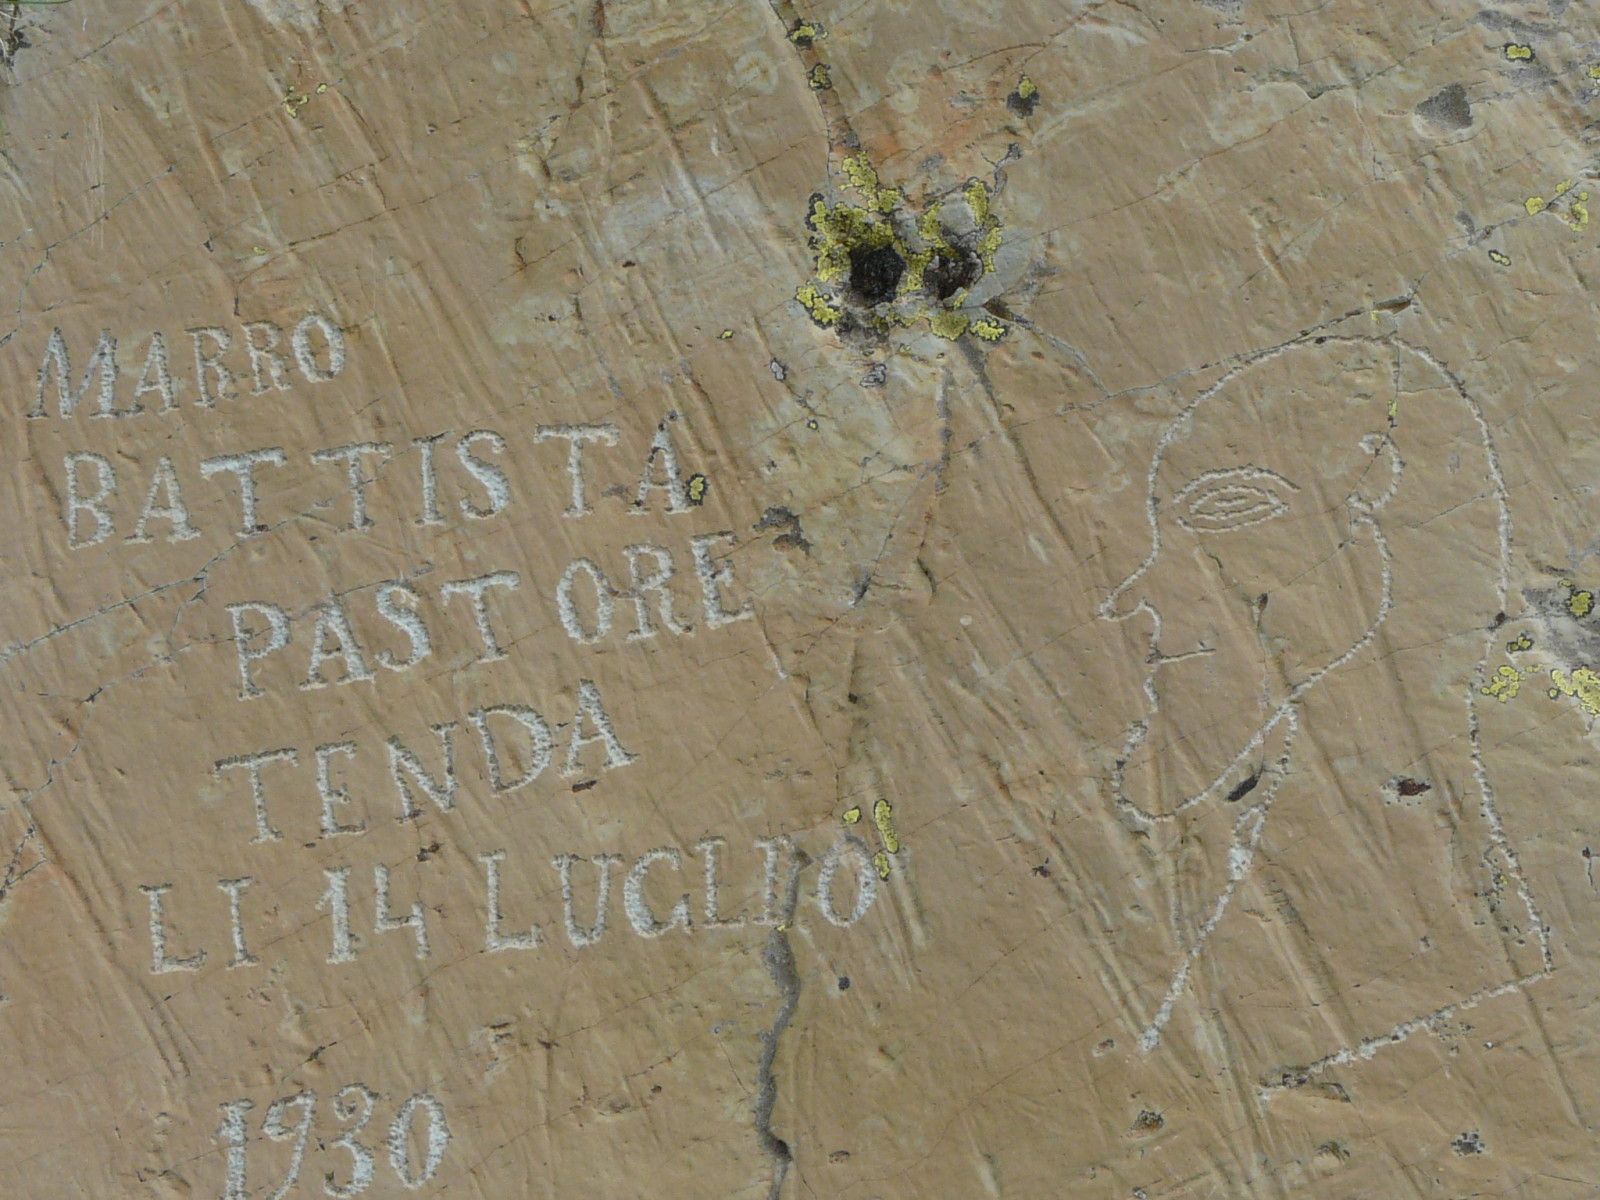 MARRO
BATTISTA
PASTORE
TENDA
LI 14 LUGLIO
1930